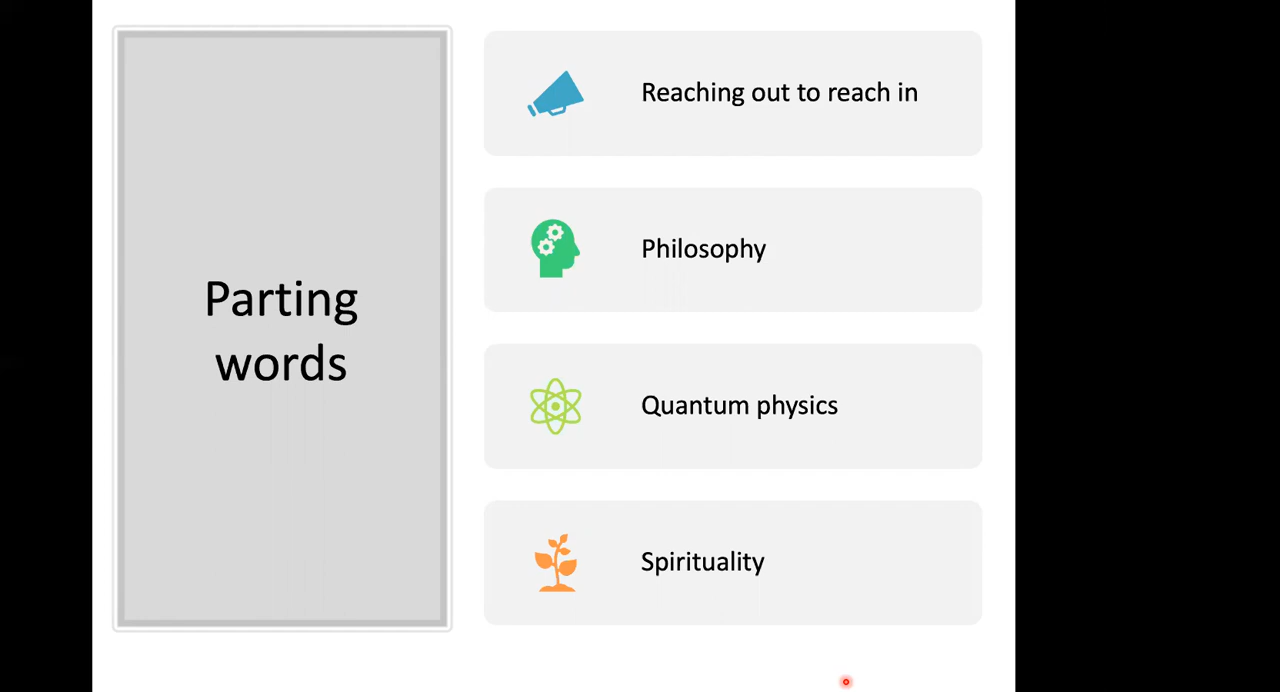 Parting
words
Reaching out to reach in
Philosophy
Quantum physics
Spirituality